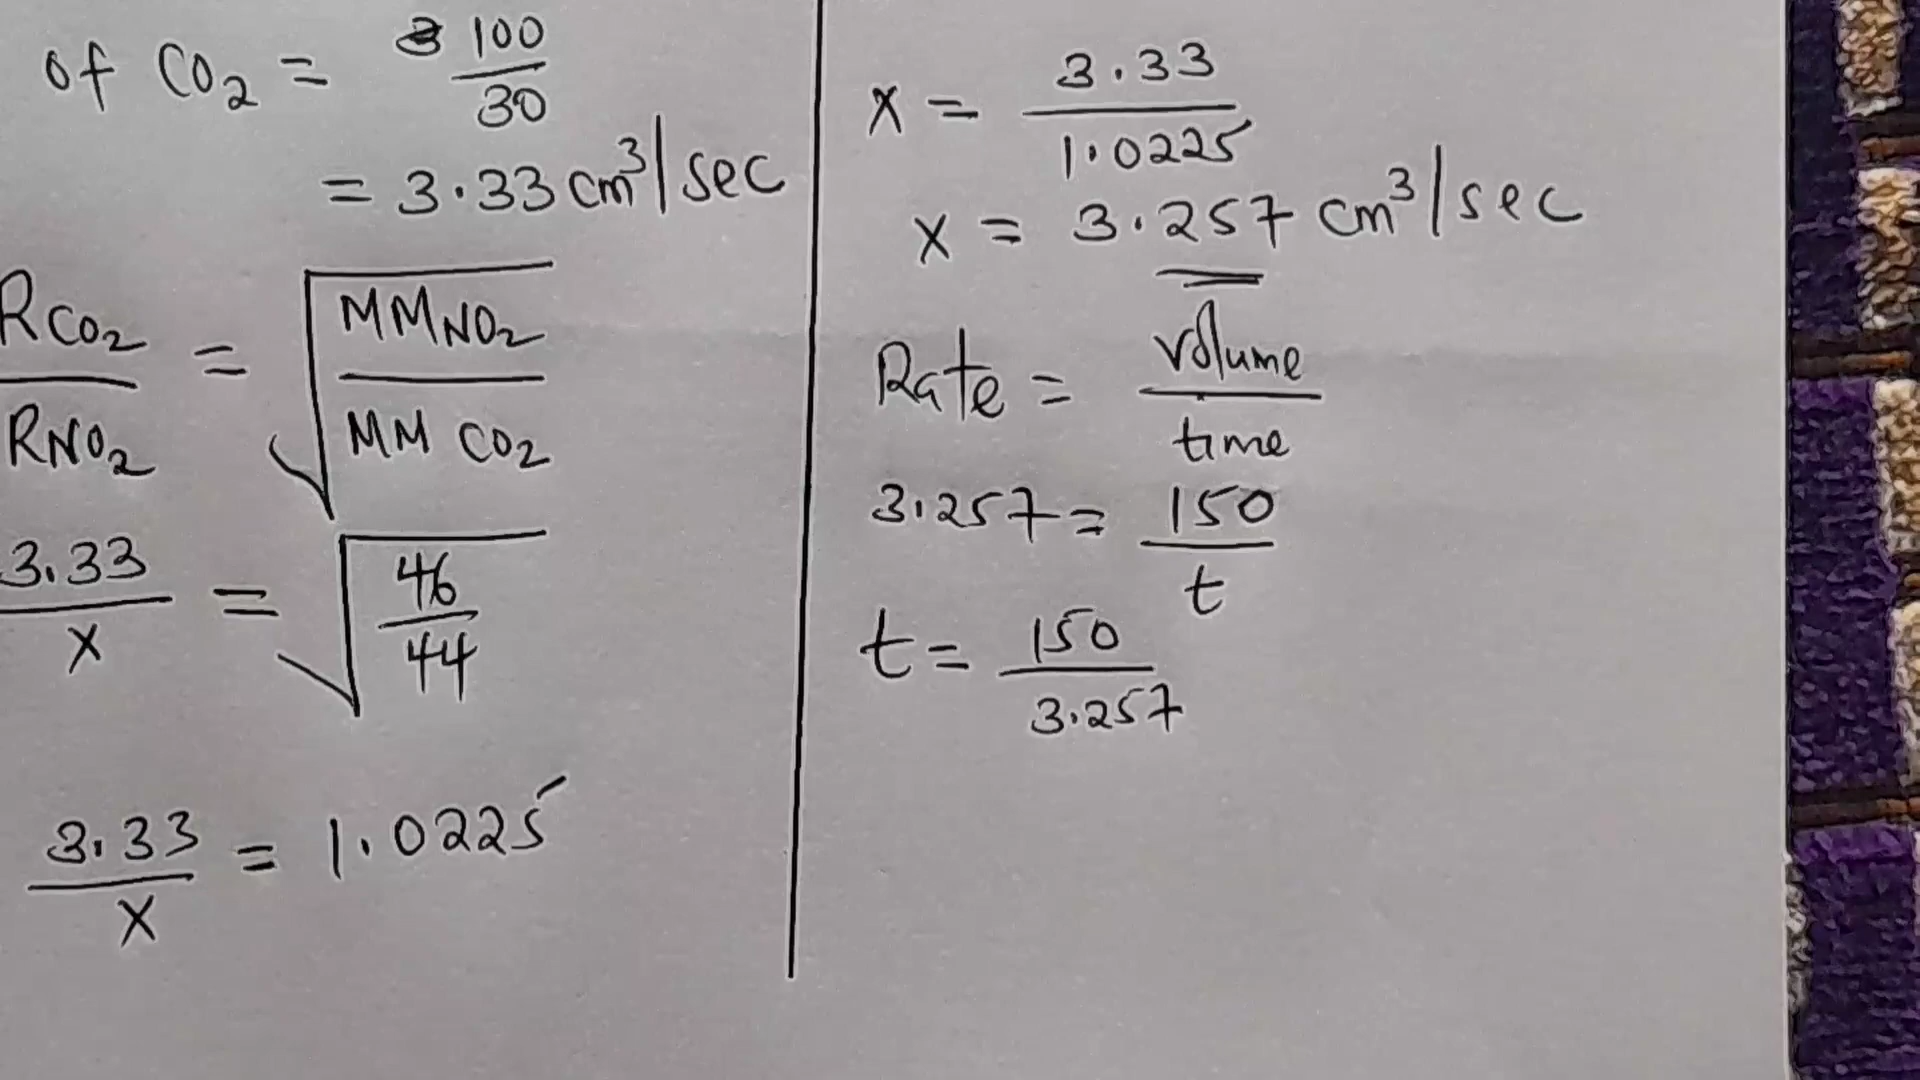 of CO₂ = 100/30
= 3.33 cm³/sec
RCO₂/RNO₂ = √(MMNO₂/MM CO₂)
3.33/x = √(46/44)
3.33/x = 1.0225
x = 3.33/1.0225
x = 3.257 cm³/sec
Rate = volume/time
3.257 = 150/t
t = 150/3.257